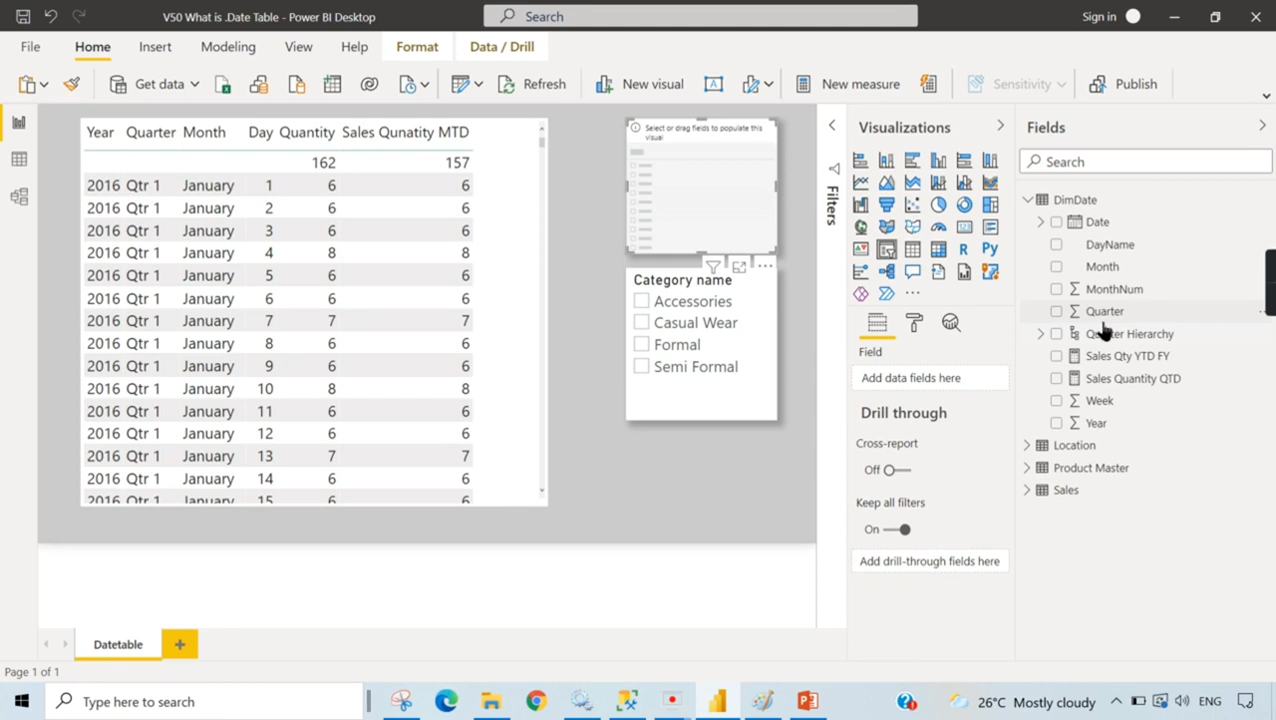 V50 What is .Date Table - Power BI Desktop
Search
Sign in
File
Home
Insert
Modeling
View
Help
Format
Data / Drill
Get data
Refresh
New visual
New measure
Sensitivity
Publish
Year Quarter Month Day Quantity Sales Qunatity MTD
162 157
2016 Qtr 1 January 1 6 6
2016 Qtr 1 January 2 6 6
2016 Qtr 1 January 3 6 6
2016 Qtr 1 January 4 8 8
2016 Qtr 1 January 5 6 6
2016 Qtr 1 January 6 6 6
2016 Qtr 1 January 7 7 7
2016 Qtr 1 January 8 6 6
2016 Qtr 1 January 9 6 6
2016 Qtr 1 January 10 8 8
2016 Qtr 1 January 11 6 6
2016 Qtr 1 January 12 6 6
2016 Qtr 1 January 13 7 7
2016 Qtr 1 January 14 6 6
2016 Qtr 1 January 15 6 6
Select or drag fields to populate this
visual
Category name
Accessories
Casual Wear
Formal
Semi Formal
Filters
Visualizations
R
Py
Field
Add data fields here
Drill through
Cross-report
Off
Keep all filters
On
Add drill-through fields here
Fields
Search
DimDate
Date
DayName
Month
MonthNum
Quarter
Quarter Hierarchy
Sales Qty YTD FY
Sales Quantity QTD
Week
Year
Location
Product Master
Sales
Datetable
Page 1 of 1
Type here to search
26°C Mostly cloudy
ENG